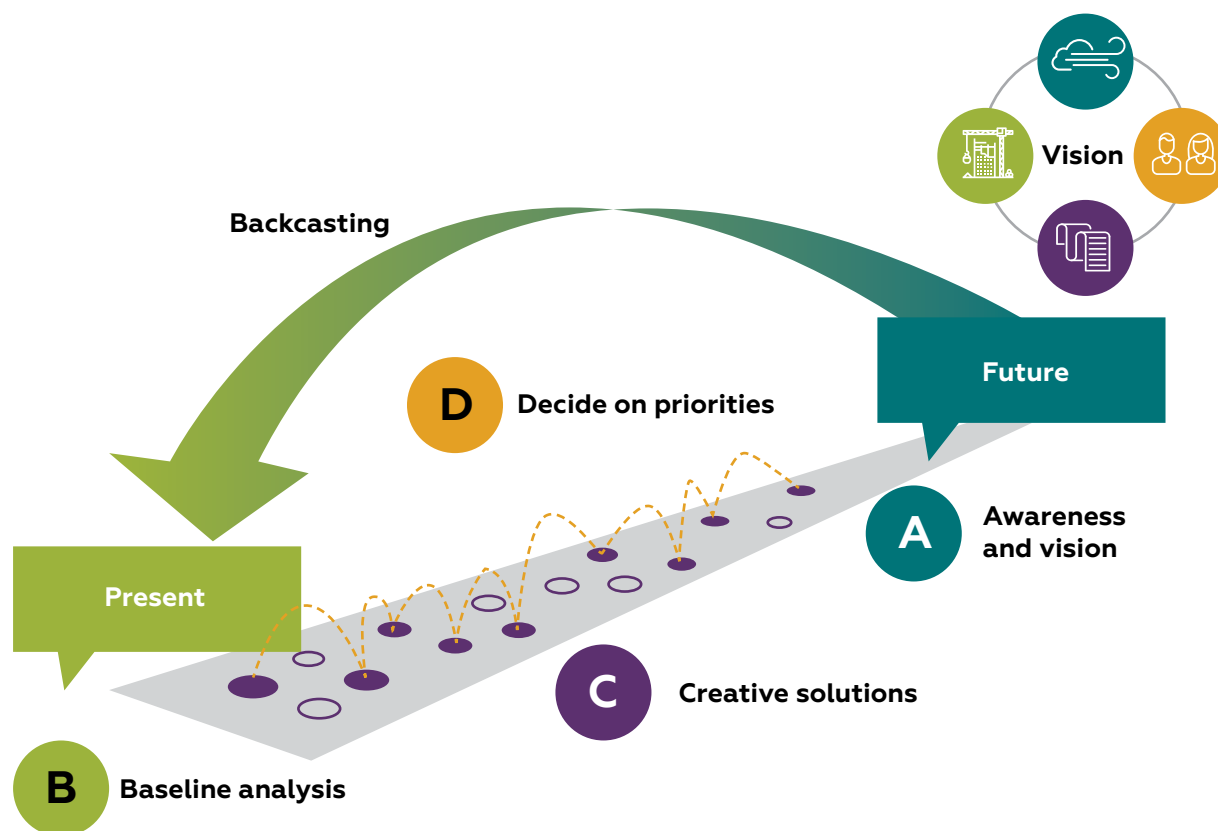 Vision
Backcasting
Future
D
Decide on priorities
A
Awareness
and vision
Present
C
Creative solutions
B
Baseline analysis